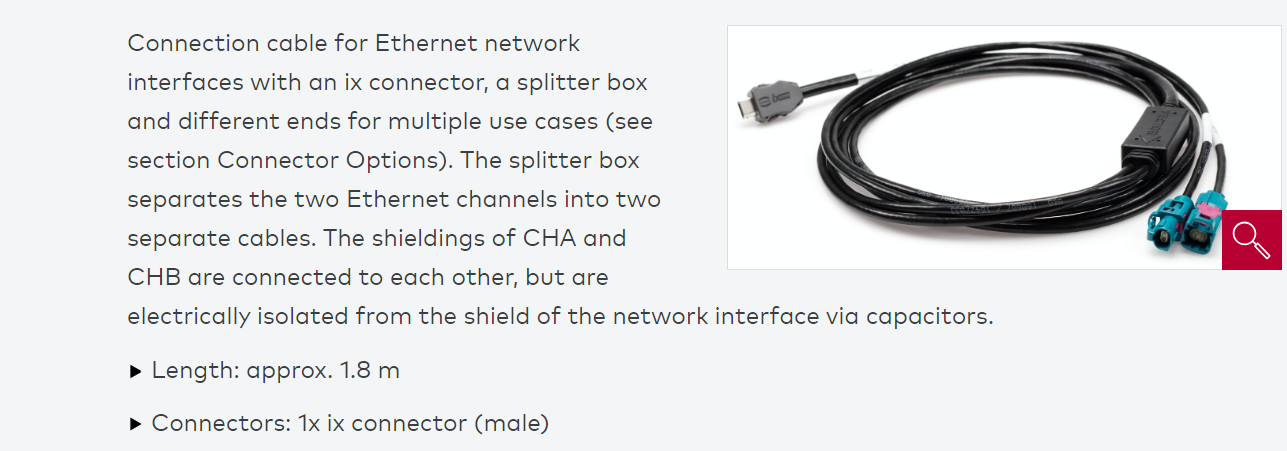 Connection cable for Ethernet network
interfaces with an ix connector, a splitter box
and different ends for multiple use cases (see
section Connector Options). The splitter box
separates the two Ethernet channels into two
separate cables. The shieldings of CHA and
CHB are connected to each other, but are
electrically isolated from the shield of the network interface via capacitors.
▶ Length: approx. 1.8 m
▶ Connectors: 1x ix connector (male)